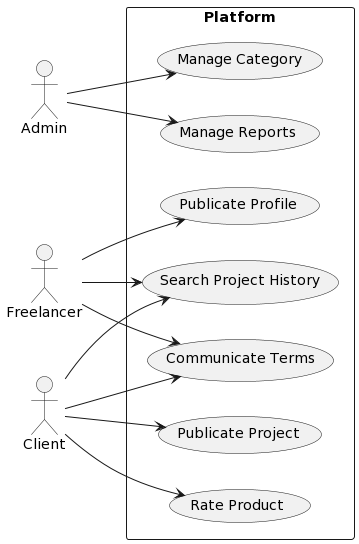 Platform
Manage Category
Admin
Manage Reports
Publicate Profile
Freelancer
Search Project History
Communicate Terms
Client
Publicate Project
Rate Product